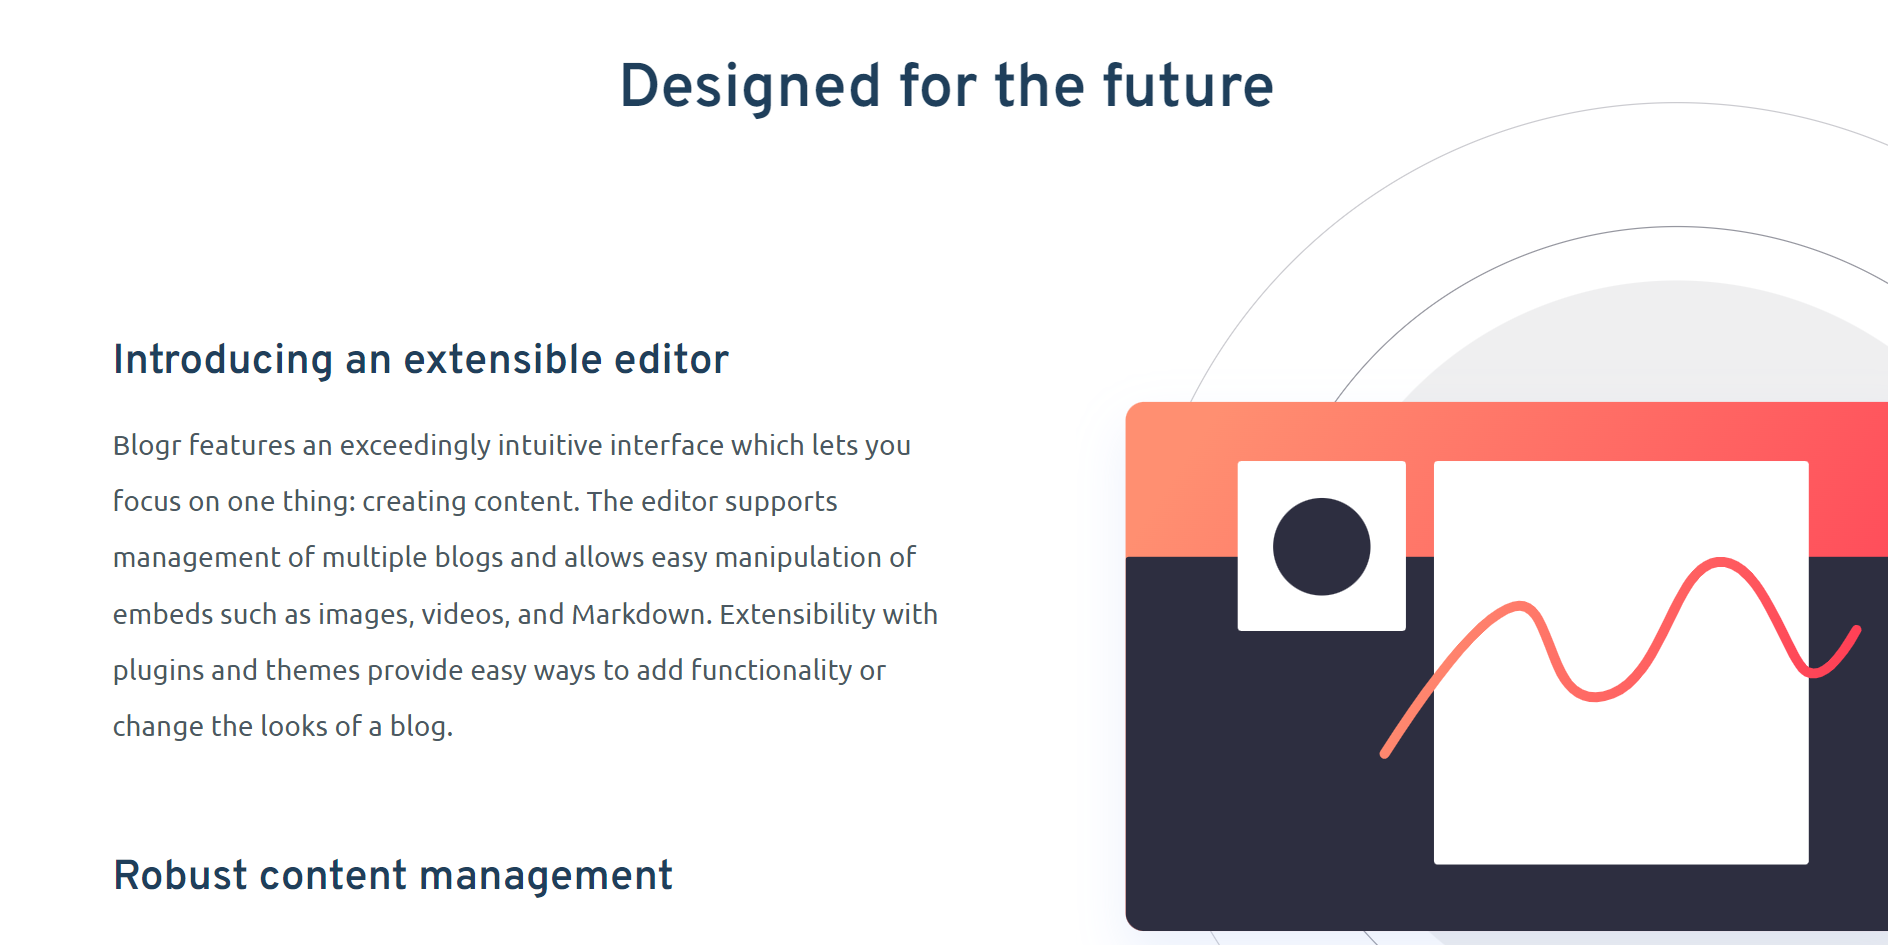 Designed for the future
Introducing an extensible editor
Blogr features an exceedingly intuitive interface which lets you
focus on one thing: creating content. The editor supports
management of multiple blogs and allows easy manipulation of
embeds such as images, videos, and Markdown. Extensibility with
plugins and themes provide easy ways to add functionality or
change the looks of a blog.
Robust content management